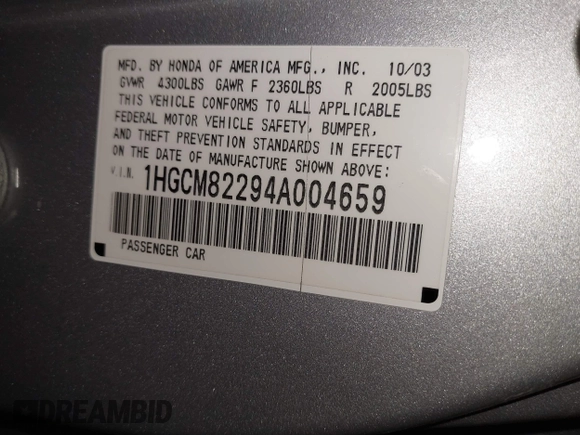 MFD. BY HONDA OF AMERICA MFG., INC. 10/03
GVWR 4300LBS GAWR F 2360LBS R 2005LBS
THIS VEHICLE CONFORMS TO ALL APPLICABLE
FEDERAL MOTOR VEHICLE SAFETY, BUMPER,
AND THEFT PREVENTION STANDARDS IN EFFECT
ON THE DATE OF MANUFACTURE SHOWN ABOVE:
V.I.N. 1HGCM82294A004659
PASSENGER CAR
DREAMBID